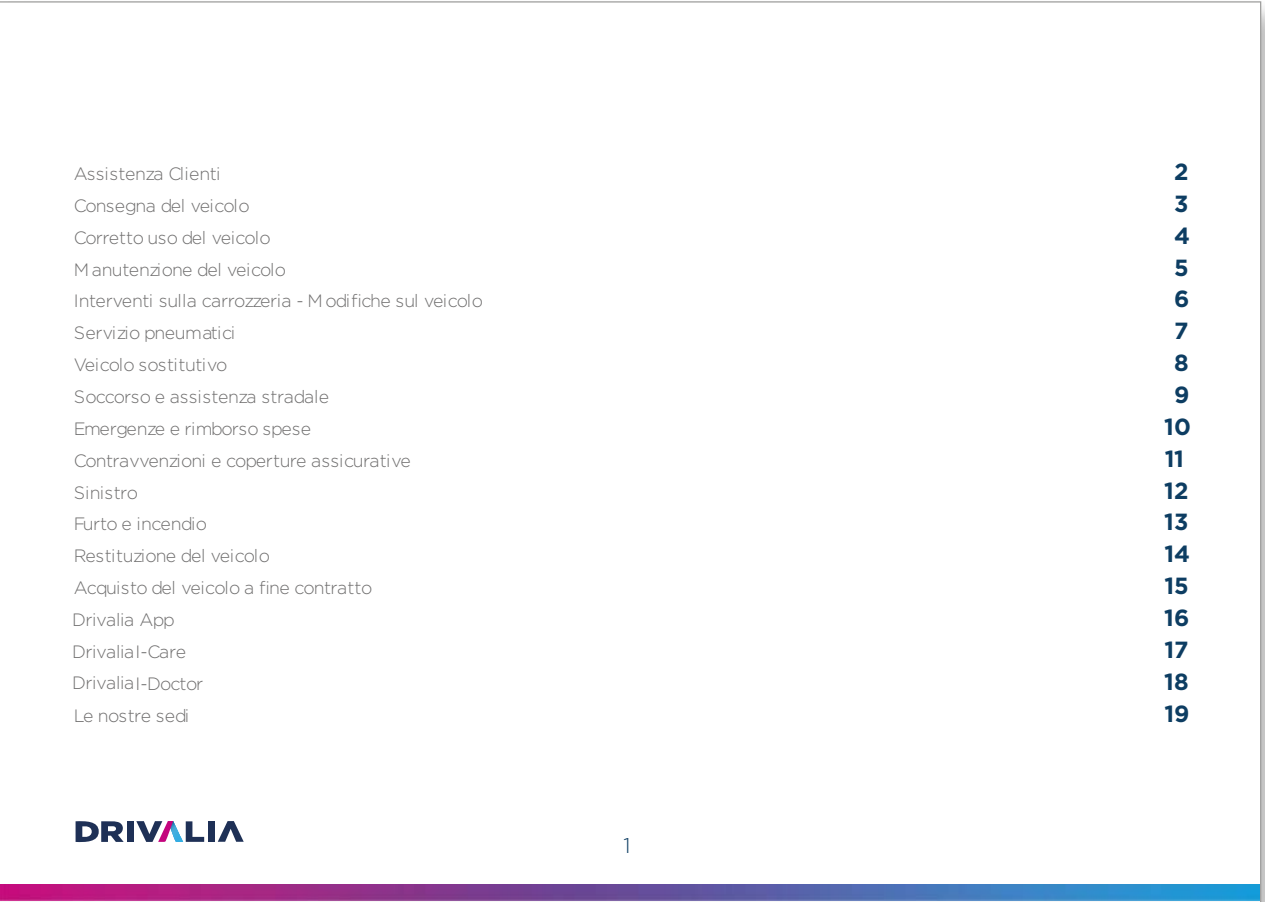 Assistenza Clienti 2
Consegna del veicolo 3
Corretto uso del veicolo 4
Manutenzione del veicolo 5
Interventi sulla carrozzeria - Modifiche sul veicolo 6
Servizio pneumatici 7
Veicolo sostitutivo 8
Soccorso e assistenza stradale 9
Emergenze e rimborso spese 10
Contravvenzioni e coperture assicurative 11
Sinistro 12
Furto e incendio 13
Restituzione del veicolo 14
Acquisto del veicolo a fine contratto 15
Drivalia App 16
Drivalia I-Care 17
Drivalia I-Doctor 18
Le nostre sedi 19
DRIVALIA
1